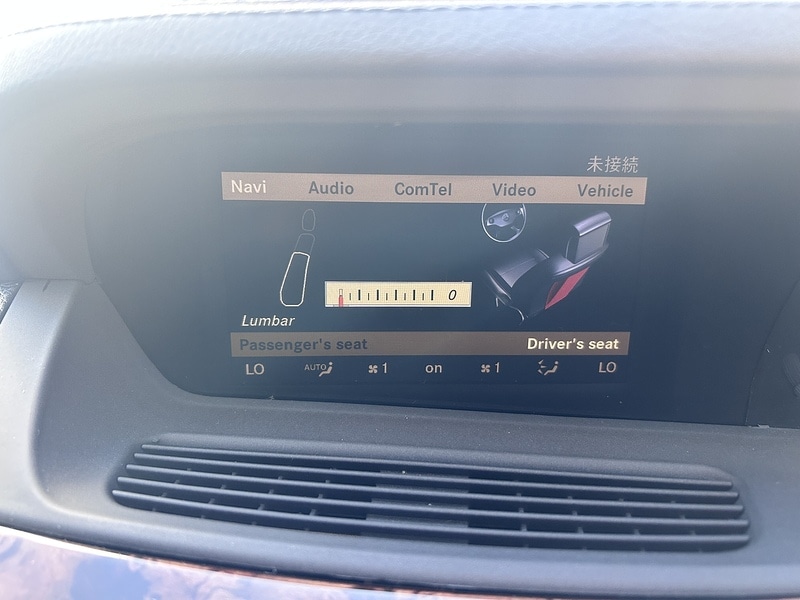 未接続
Navi Audio ComTel Video Vehicle
0
Lumbar
Passenger's seat Driver's seat
LO AUTO 1 on 1 LO